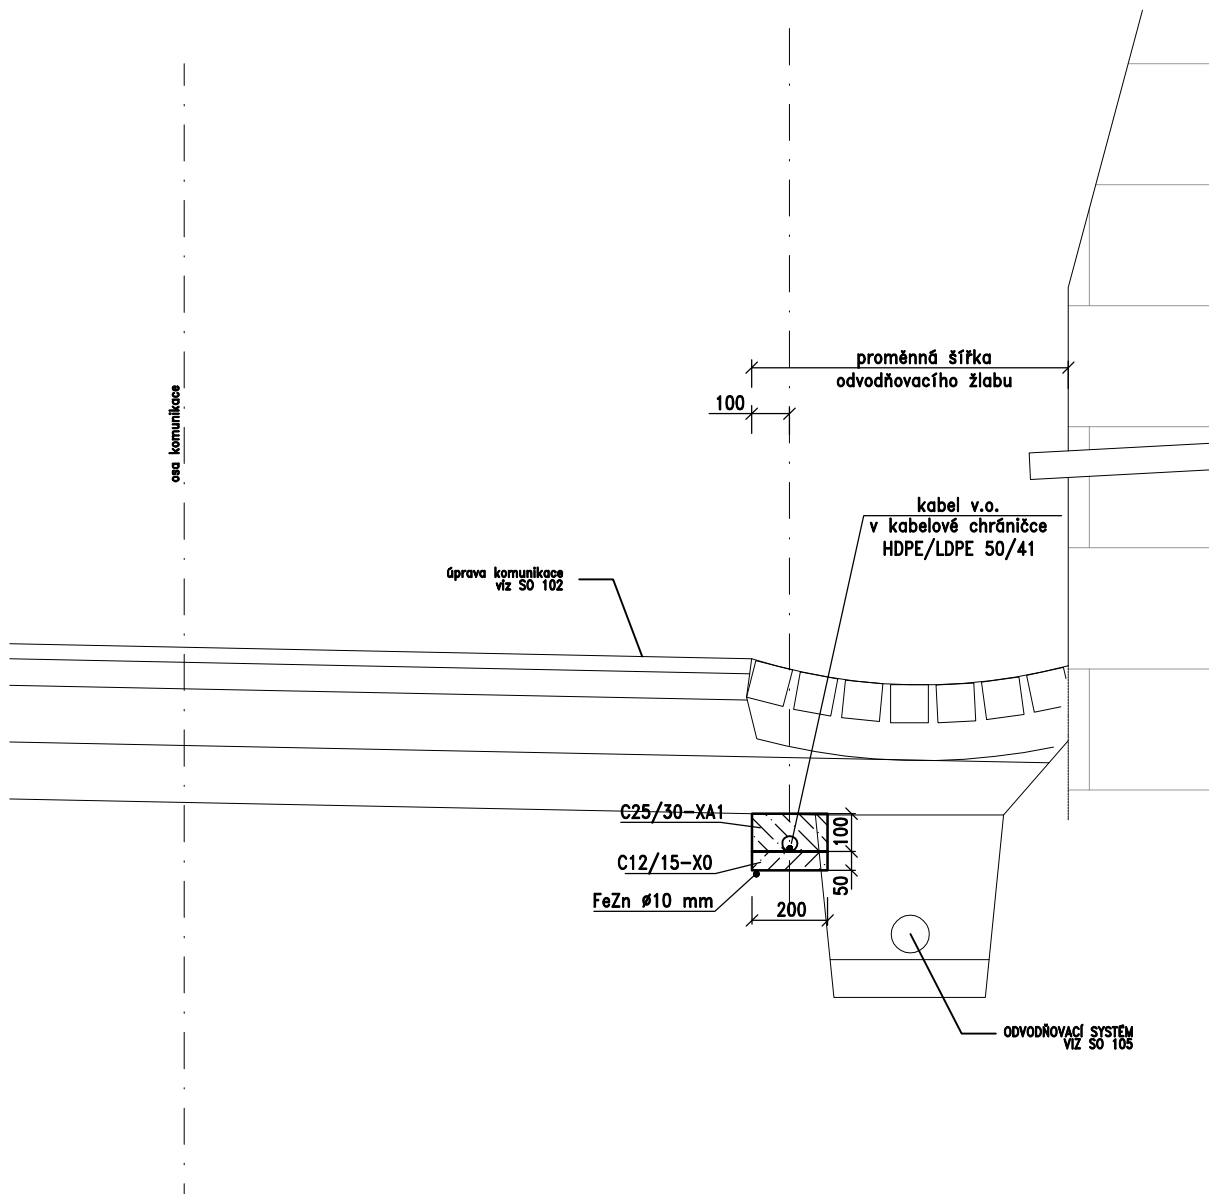 proměnná šířka
odvodňovacího žlabu
osa komunikace
100
kabel v.o.
v kabelové chráničce
HDPE/LDPE 50/41
úprava komunikace
viz SO 102
C25/30-XA1
100
C12/15-X0
50
FeZn ø10 mm
200
ODVODŇOVACÍ SYSTÉM
VIZ SO 105